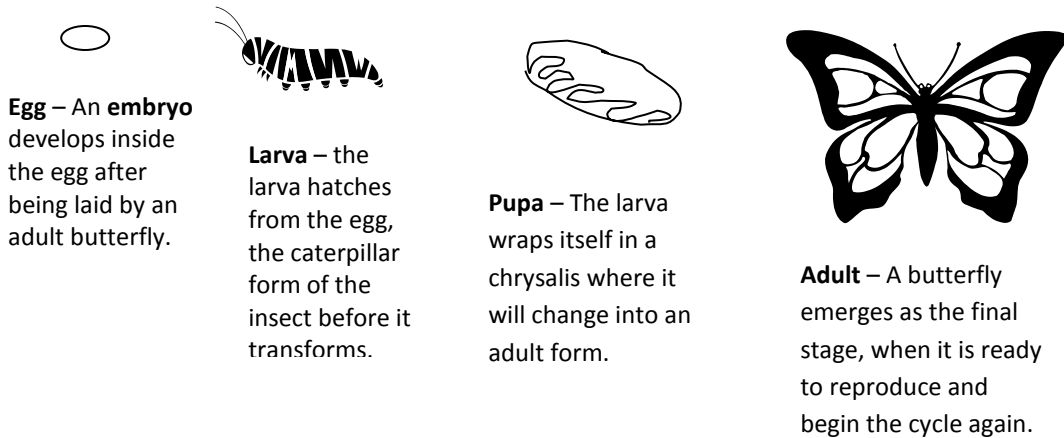 Egg – An embryo
develops inside
the egg after
being laid by an
adult butterfly.
Larva – the
larva hatches
from the egg,
the caterpillar
form of the
insect before it
transforms.
Pupa – The larva
wraps itself in a
chrysalis where it
will change into an
adult form.
Adult – A butterfly
emerges as the final
stage, when it is ready
to reproduce and
begin the cycle again.